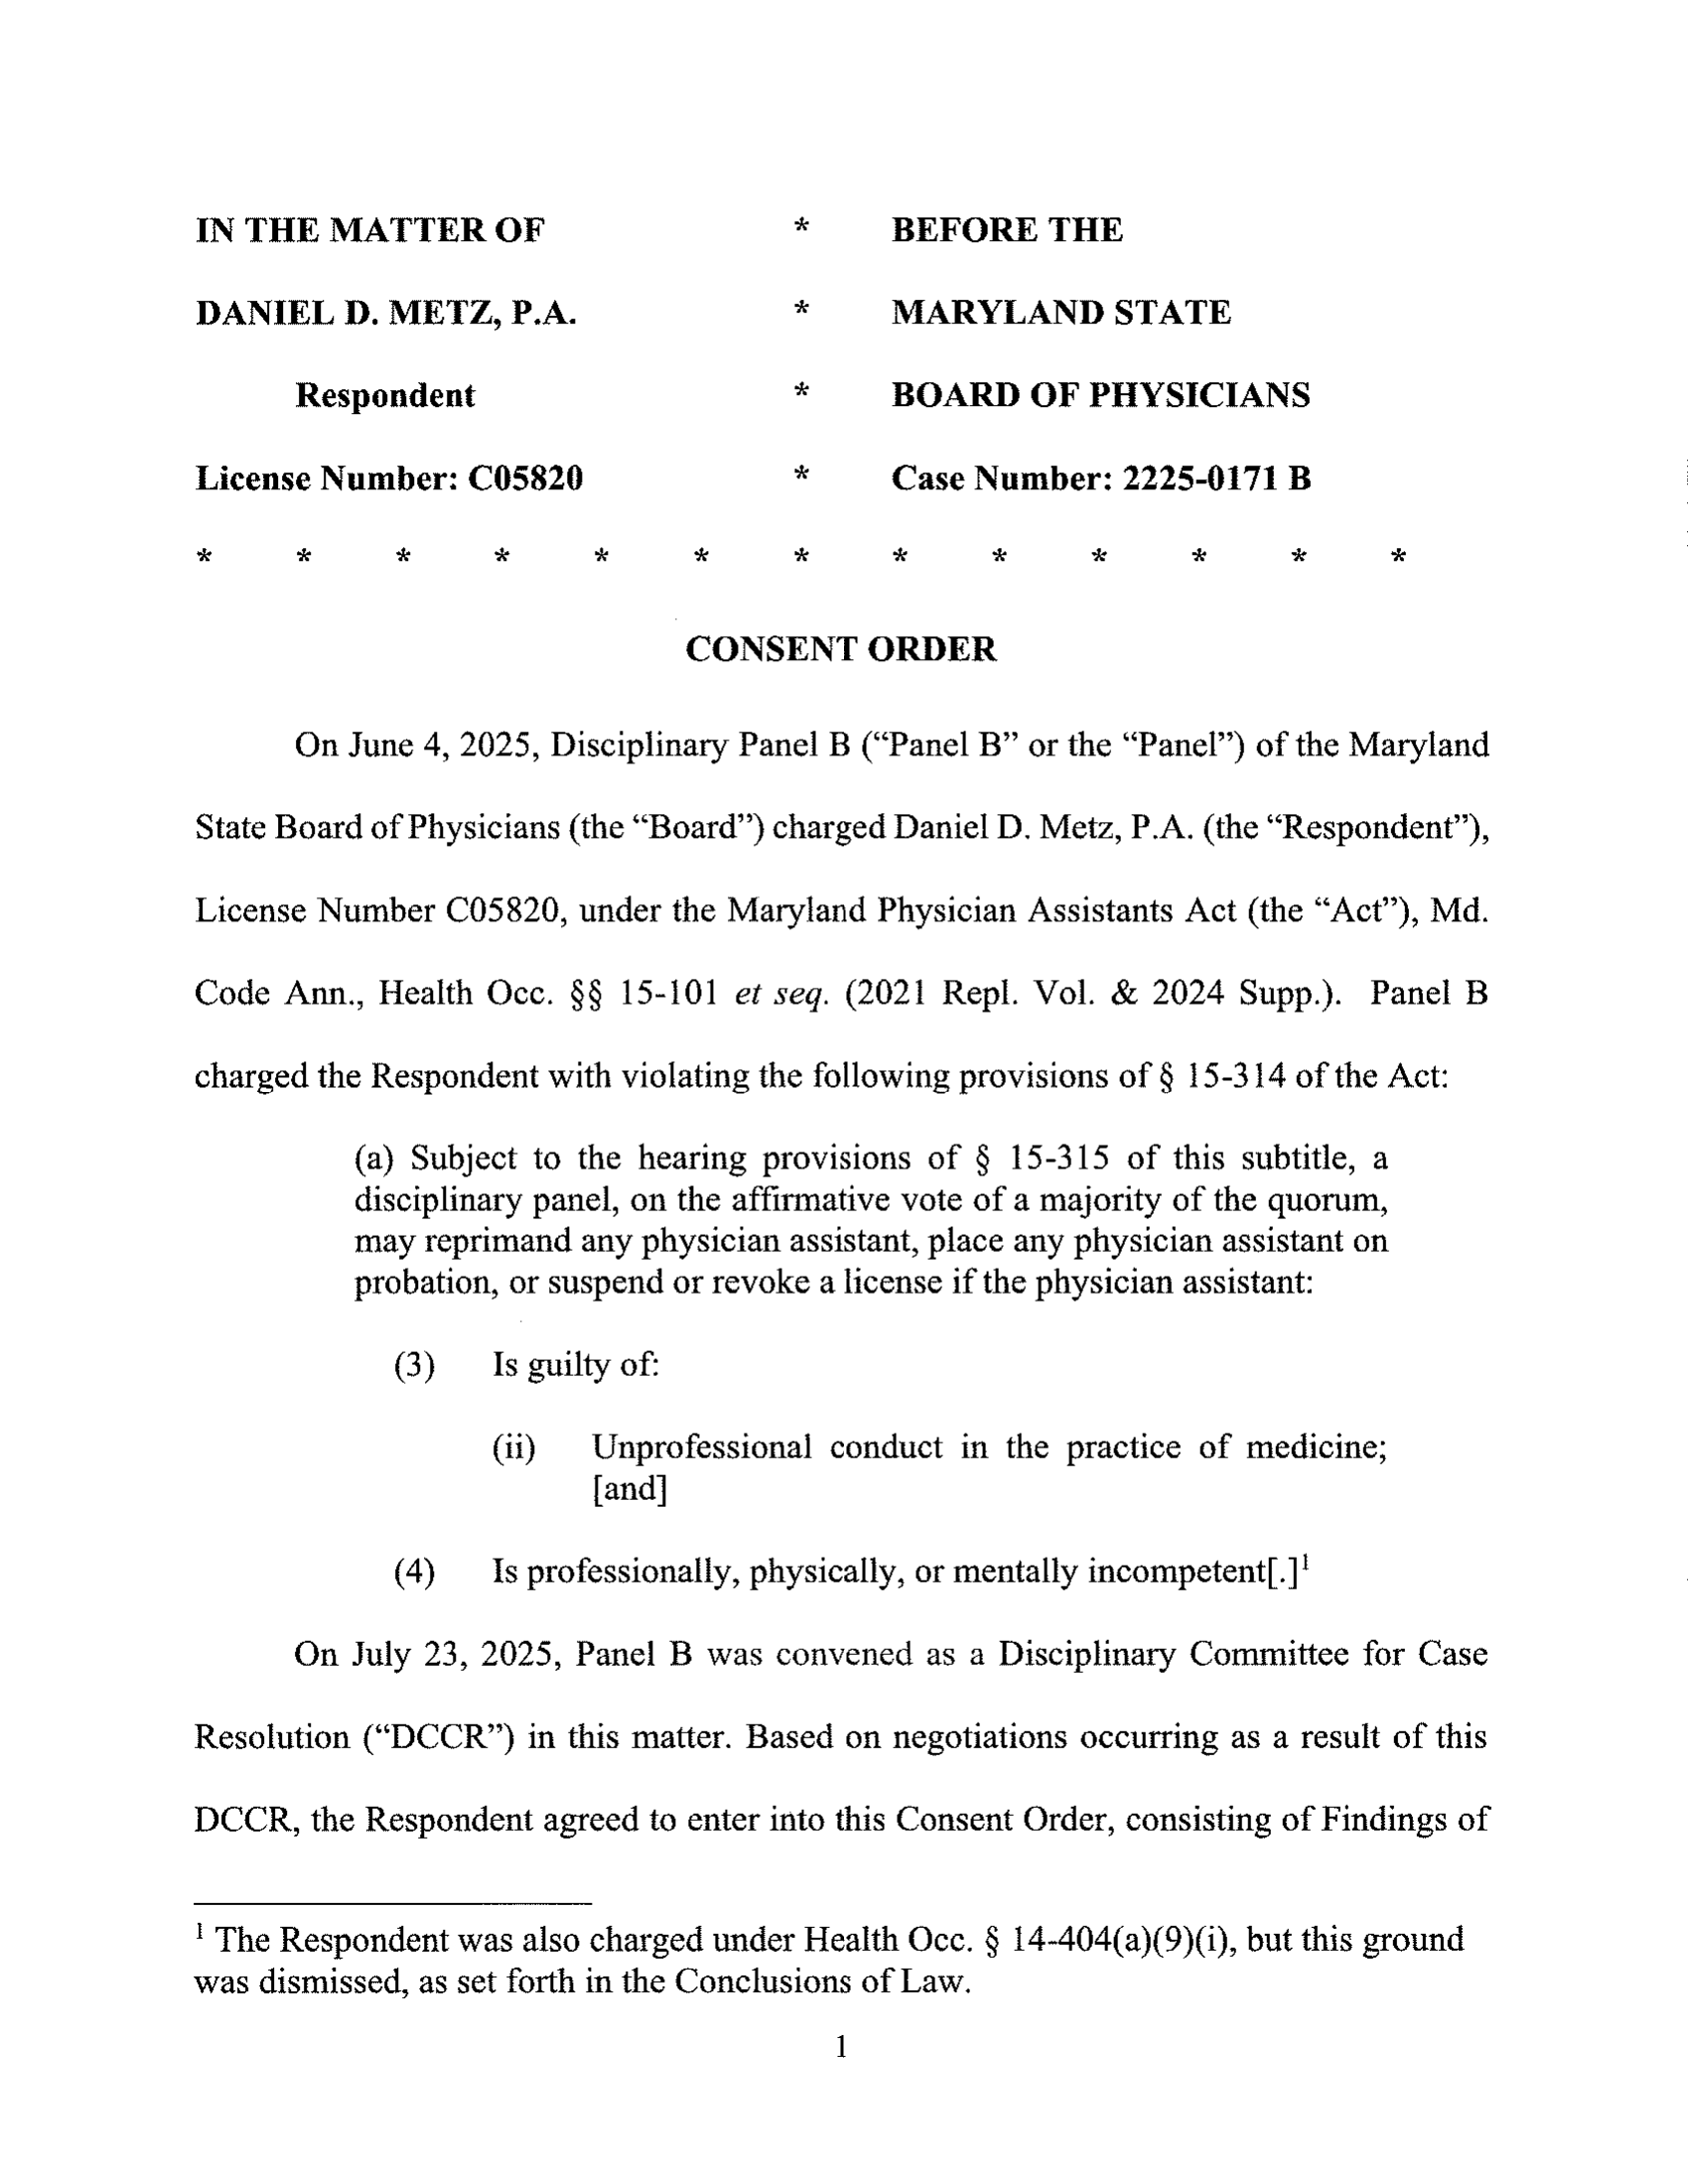 IN THE MATTER OF * BEFORE THE
DANIEL D. METZ, P.A. * MARYLAND STATE
Respondent * BOARD OF PHYSICIANS
License Number: C05820 * Case Number: 2225-0171 B
* * * * * * * * * * * * *
CONSENT ORDER
On June 4, 2025, Disciplinary Panel B (“Panel B” or the “Panel”) of the Maryland
State Board of Physicians (the “Board”) charged Daniel D. Metz, P.A. (the “Respondent”),
License Number C05820, under the Maryland Physician Assistants Act (the “Act”), Md.
Code Ann., Health Occ. §§ 15-101 et seq. (2021 Repl. Vol. & 2024 Supp.). Panel B
charged the Respondent with violating the following provisions of § 15-314 of the Act:
(a) Subject to the hearing provisions of § 15-315 of this subtitle, a
disciplinary panel, on the affirmative vote of a majority of the quorum,
may reprimand any physician assistant, place any physician assistant on
probation, or suspend or revoke a license if the physician assistant:
(3) Is guilty of:
(ii) Unprofessional conduct in the practice of medicine;
[and]
(4) Is professionally, physically, or mentally incompetent[.]¹
On July 23, 2025, Panel B was convened as a Disciplinary Committee for Case
Resolution (“DCCR”) in this matter. Based on negotiations occurring as a result of this
DCCR, the Respondent agreed to enter into this Consent Order, consisting of Findings of
¹ The Respondent was also charged under Health Occ. § 14-404(a)(9)(i), but this ground
was dismissed, as set forth in the Conclusions of Law.
1